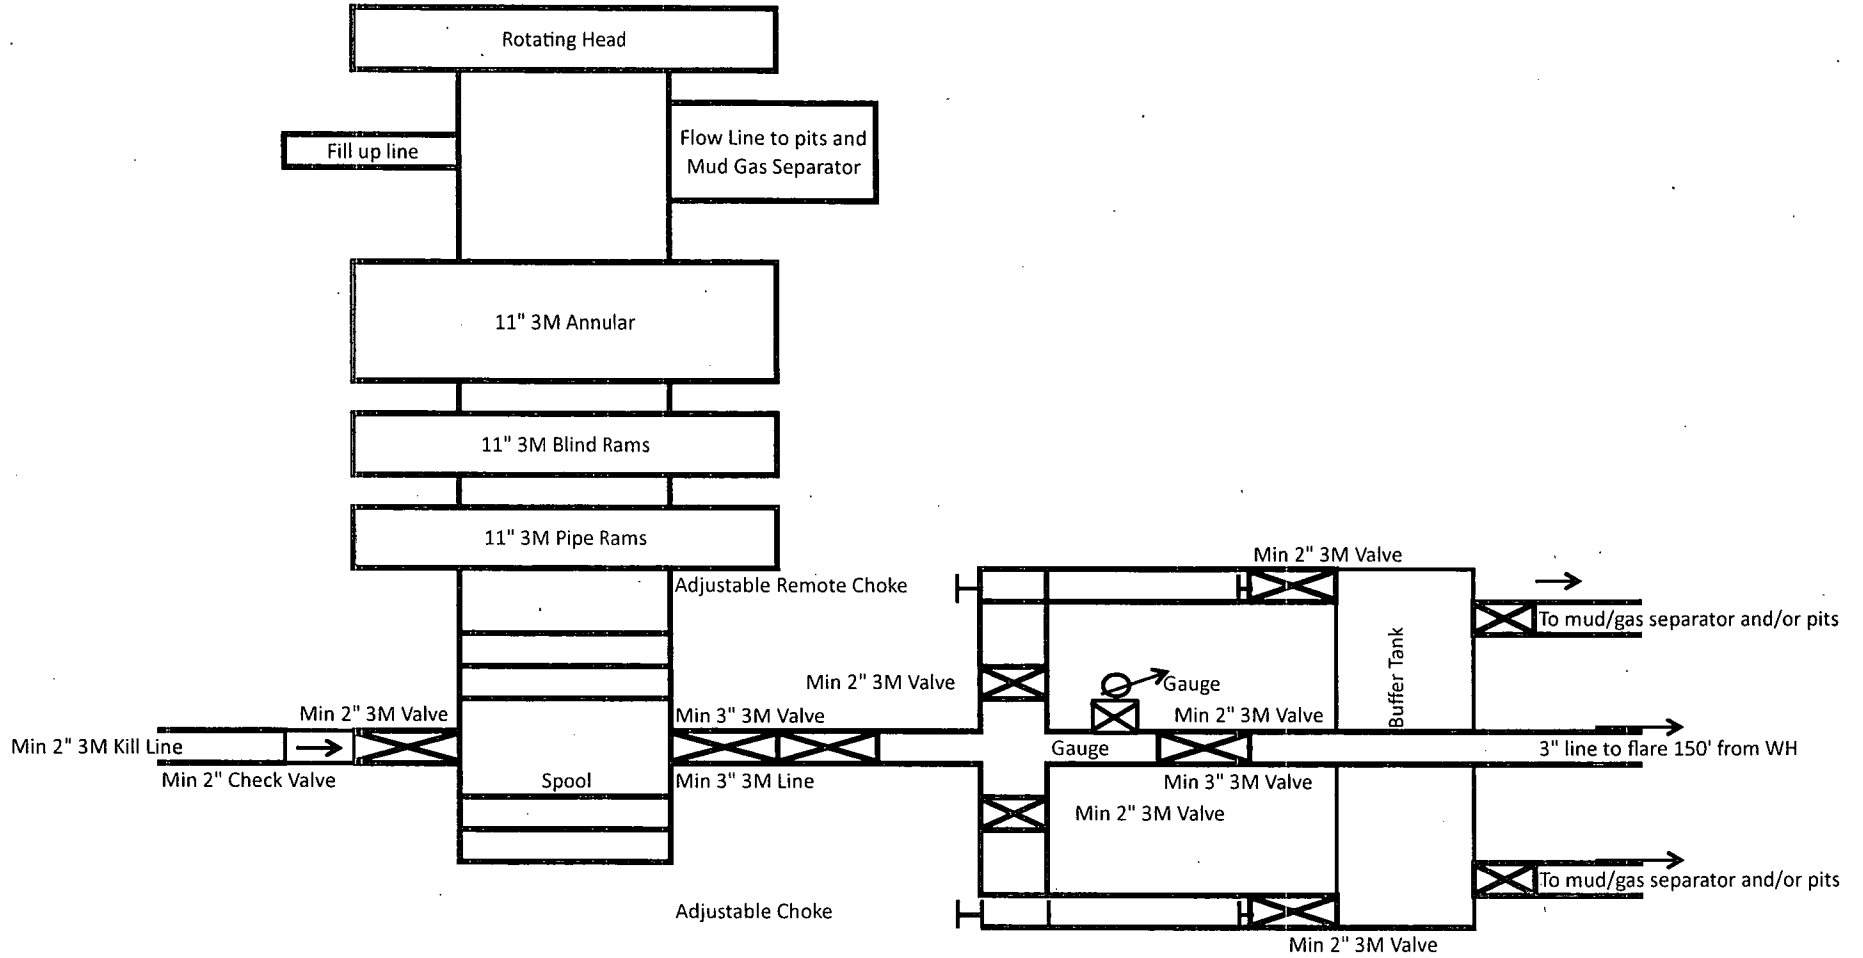 Rotating Head
Fill up line
Flow Line to pits and
Mud Gas Separator
11" 3M Annular
11" 3M Blind Rams
11" 3M Pipe Rams
Adjustable Remote Choke
Min 2" 3M Valve
To mud/gas separator and/or pits
Buffer Tank
Min 2" 3M Valve
Gauge
Min 2" 3M Valve
Min 3" 3M Valve
Min 2" 3M Valve
Min 2" 3M Kill Line
Gauge
3" line to flare 150' from WH
Min 2" Check Valve
Spool
Min 3" 3M Line
Min 3" 3M Valve
Min 2" 3M Valve
To mud/gas separator and/or pits
Adjustable Choke
Min 2" 3M Valve